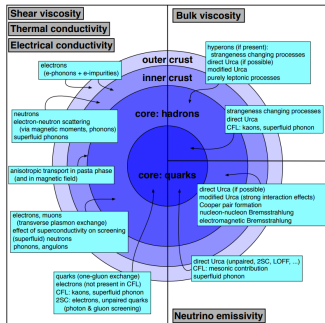 Shear viscosity
Thermal conductivity
Electrical conductivity
Bulk viscosity
electrons
(e-phonons + e-impurities)
outer crust
inner crust
core: hadrons
core: quarks
hyperons (if present):
strangeness changing processes
direct Urca (if possible)
modified Urca
purely leptonic processes
neutrons
electron-neutron scattering
(via magnetic moments, phonons)
superfluid phonons
strangeness changing processes
direct Urca
CFL: kaons, superfluid phonon
anisotropic transport in pasta phase
(and in magnetic field)
direct Urca (if possible)
modified Urca (strong interaction effects)
Cooper pair formation
nucleon-nucleon Bremsstrahlung
electromagnetic Bremsstrahlung
electrons, muons
(transverse plasmon exchange)
effect of superconductivity on screening
(superfluid) neutrons
phonons, angulons
direct Urca (unpaired, 2SC, LOFF, ...)
CFL: mesonic contribution
superfluid phonon
quarks (one-gluon exchange)
electrons (not present in CFL)
CFL: kaons, superfluid phonon
2SC: electrons, unpaired quarks
(photon & gluon screening)
Neutrino emissivity